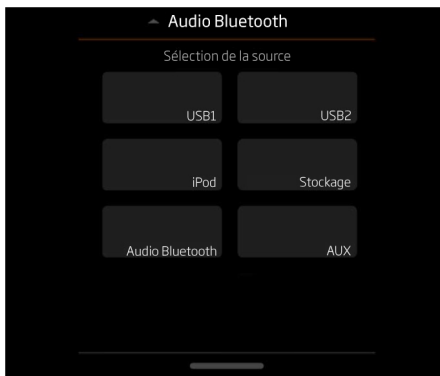 Audio Bluetooth
Sélection de la source
USB1 USB2
iPod Stockage
Audio Bluetooth AUX